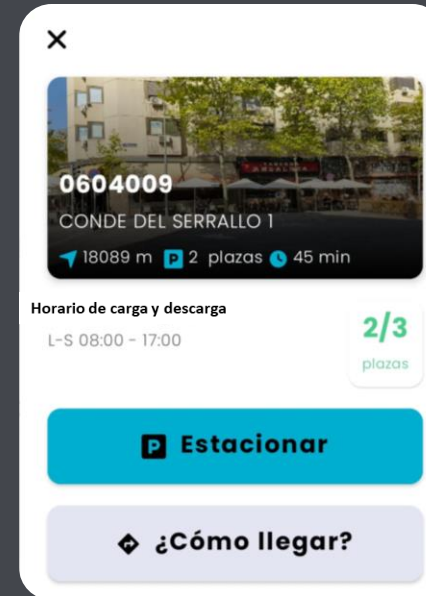 0604009
CONDE DEL SERRALLO 1
18089 m P 2 plazas 45 min
Horario de carga y descarga
L-S 08:00 - 17:00
2/3
plazas
P Estacionar
¿Cómo llegar?